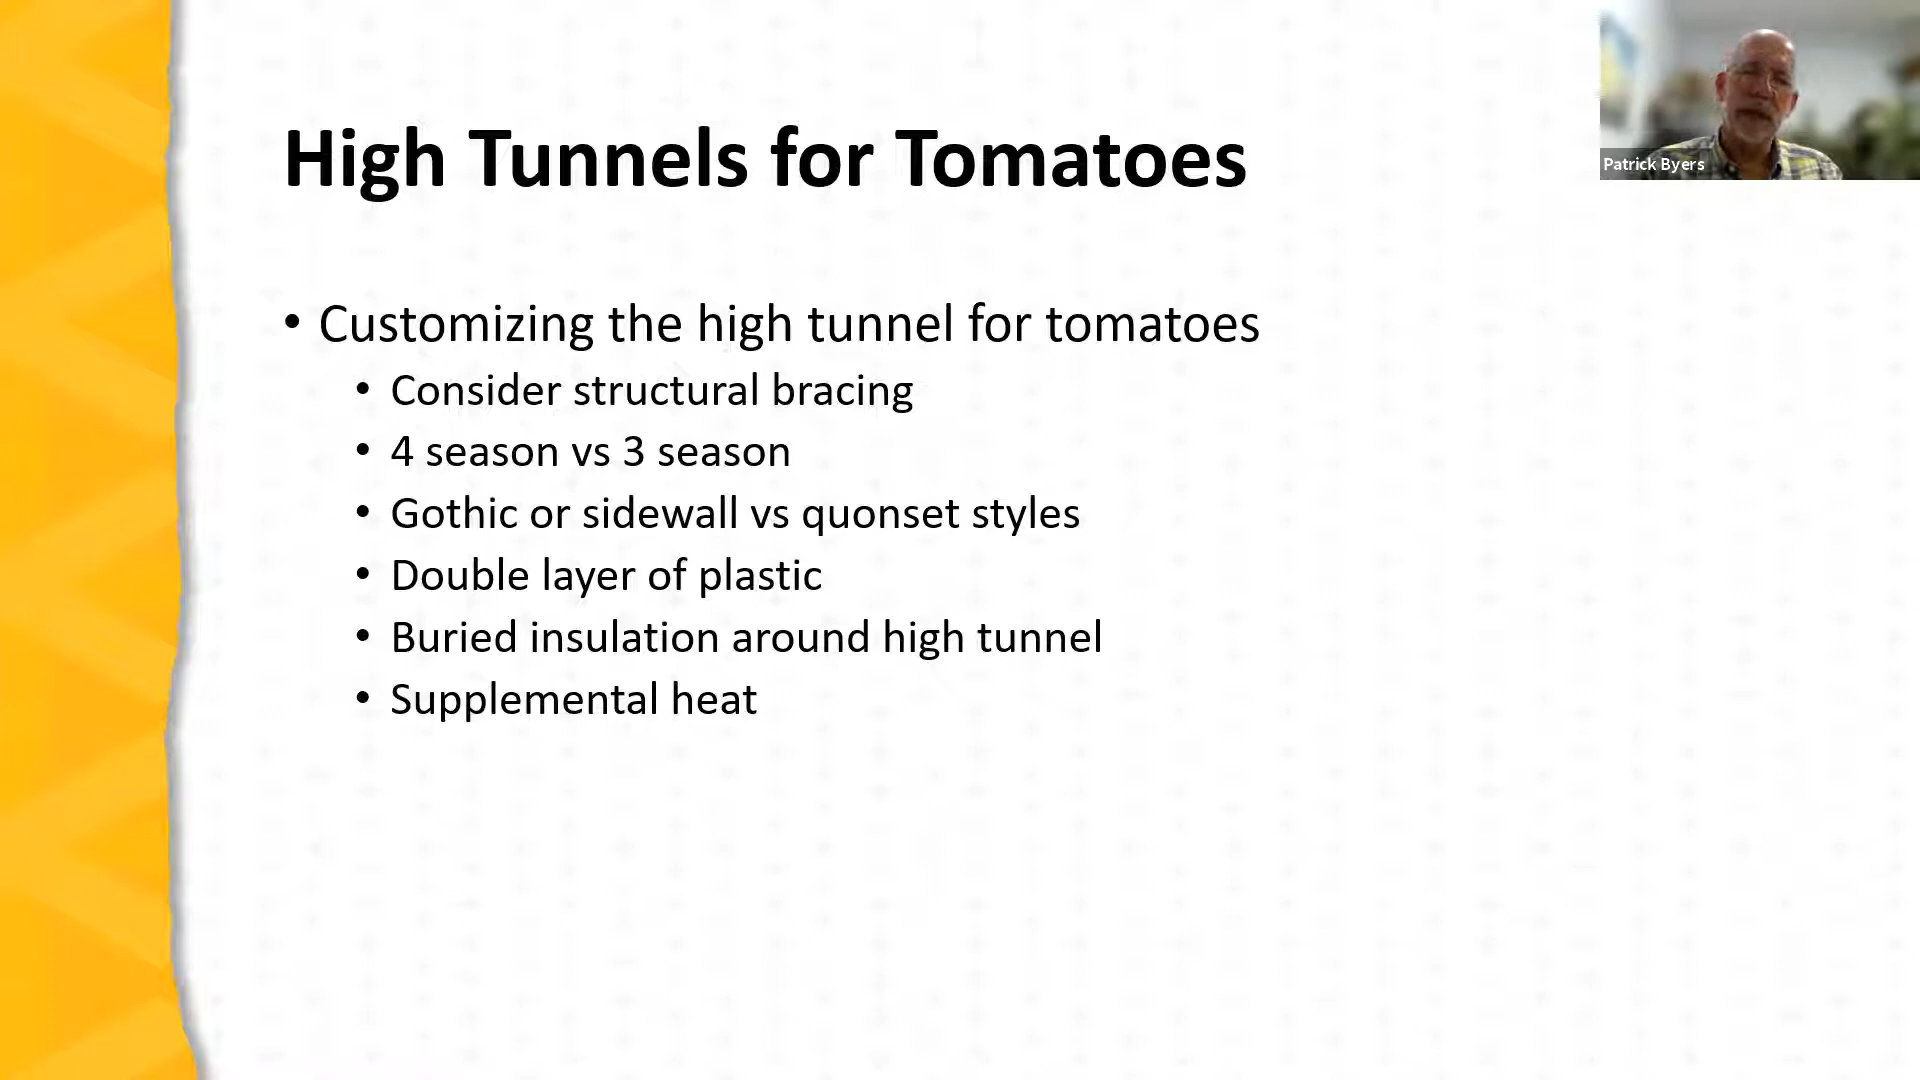 High Tunnels for Tomatoes
Patrick Byers
• Customizing the high tunnel for tomatoes
• Consider structural bracing
• 4 season vs 3 season
• Gothic or sidewall vs quonset styles
• Double layer of plastic
• Buried insulation around high tunnel
• Supplemental heat